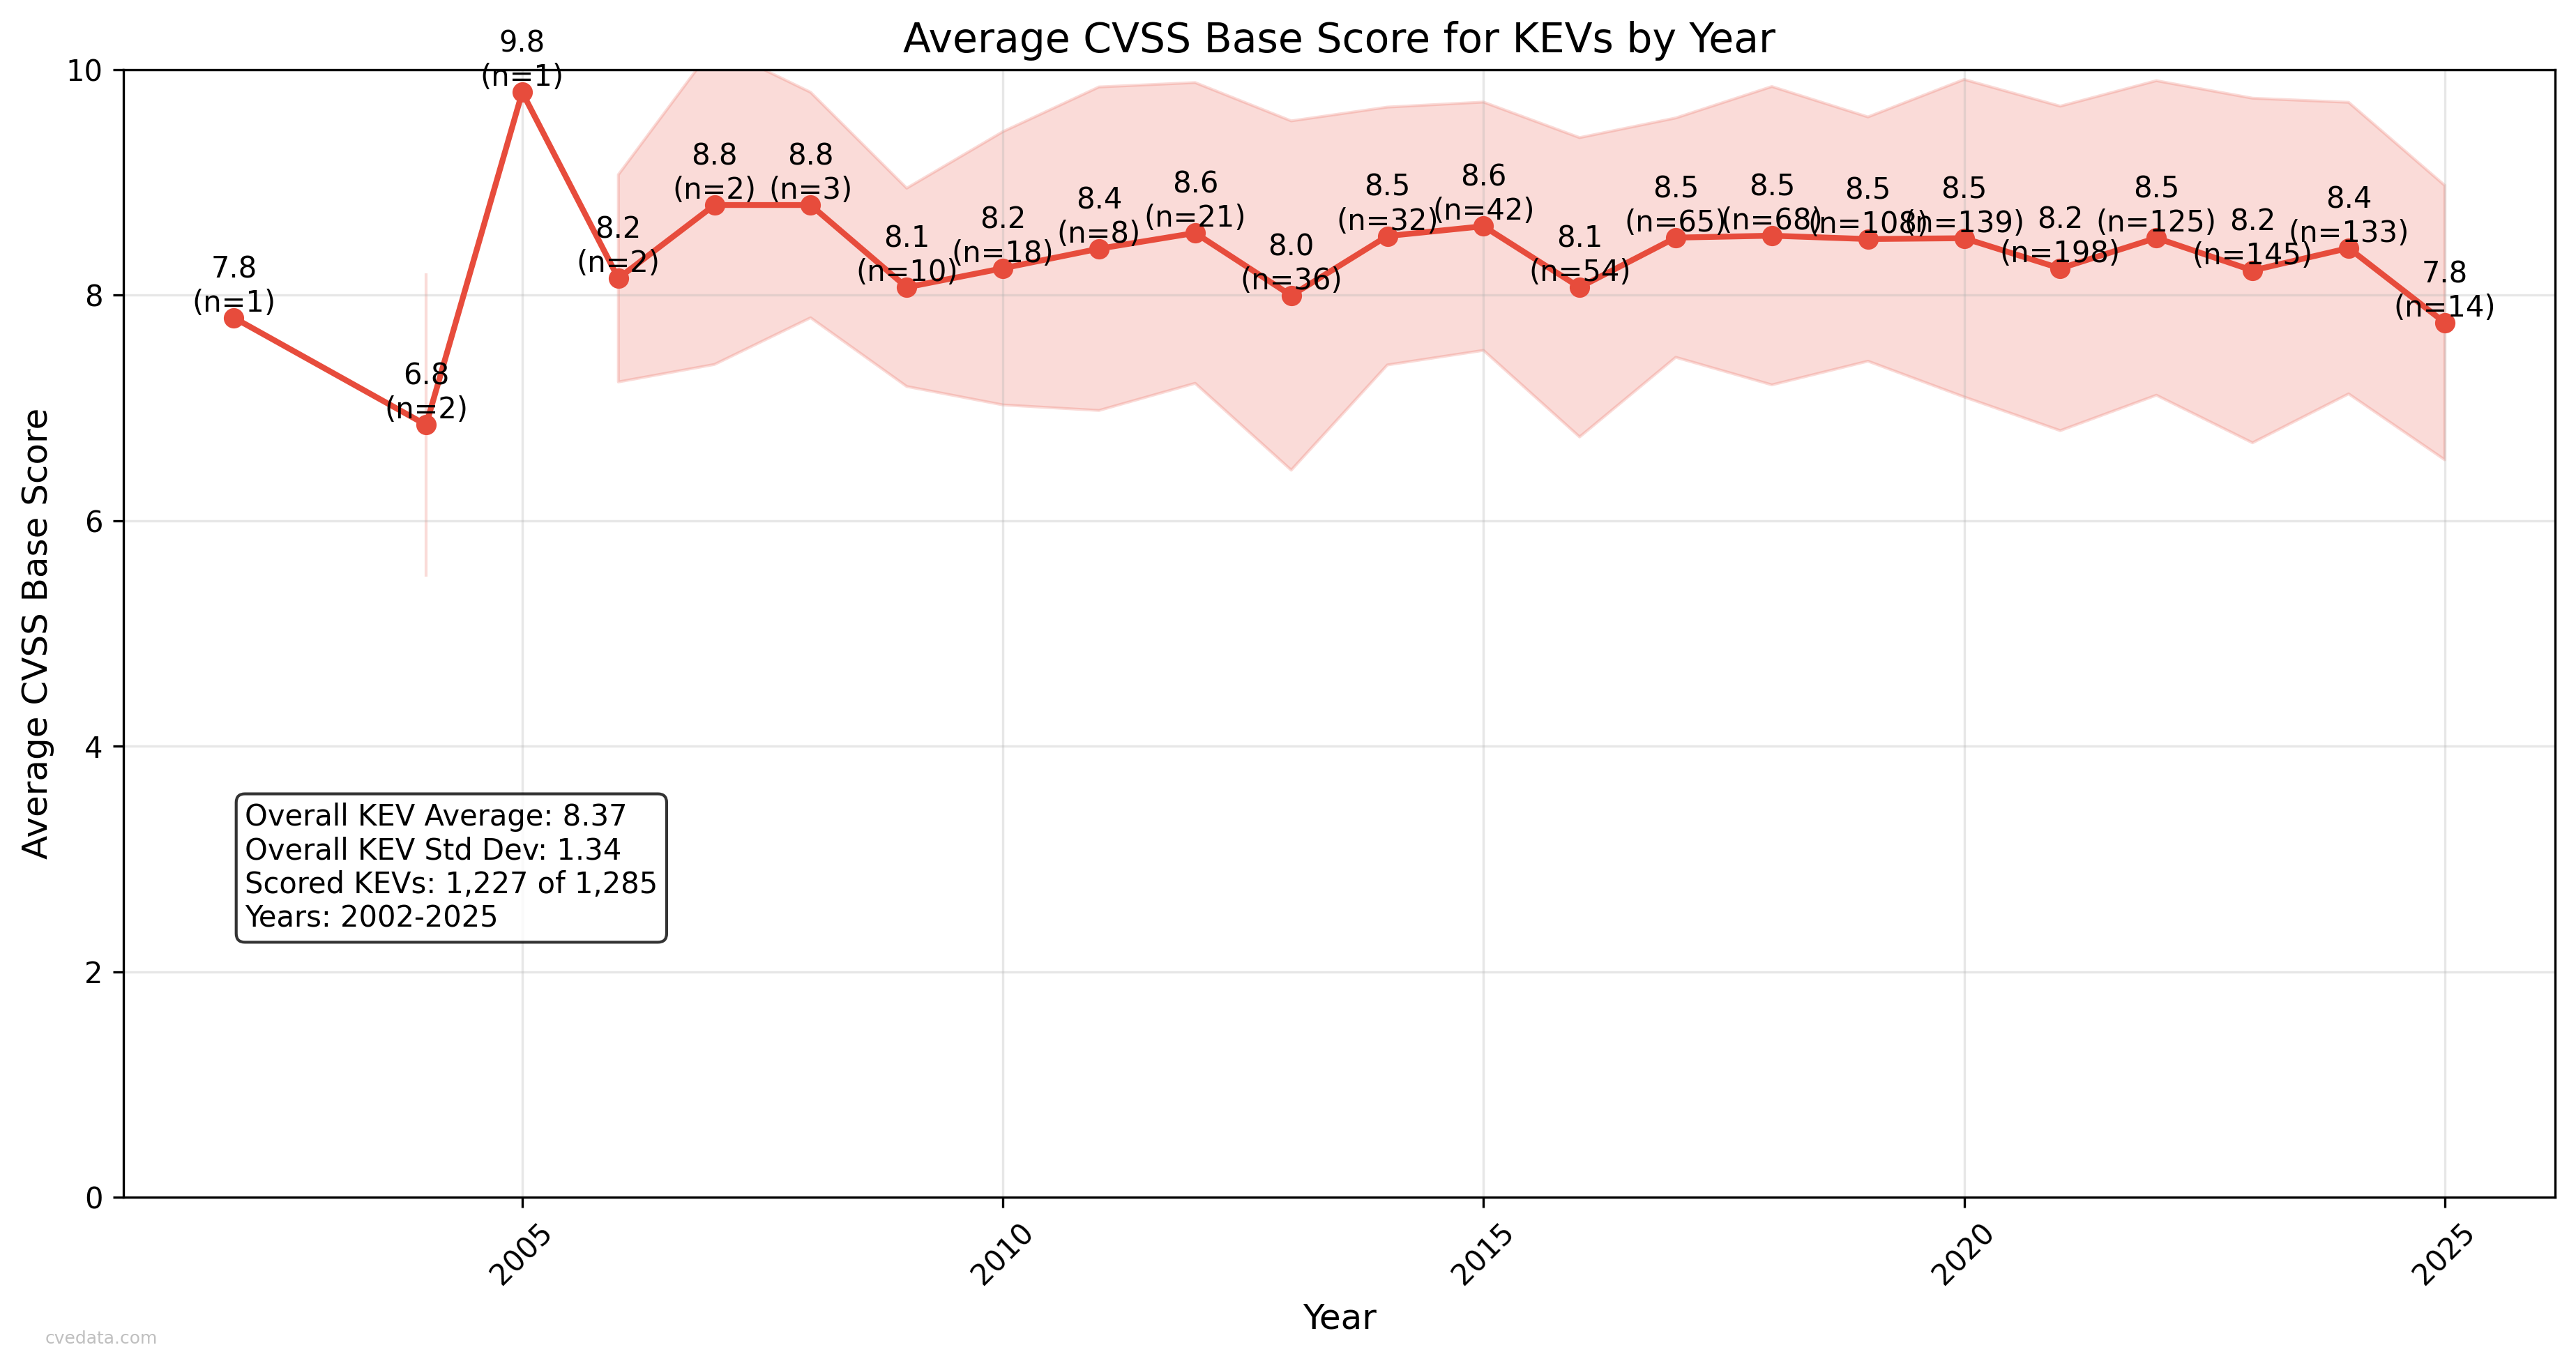 Average CVSS Base Score for KEVs by Year
Average CVSS Base Score
10
8
6
4
2
0
7.8
(n=1)
6.8
(n=2)
9.8
(n=1)
8.2
(n=2)
8.8
(n=2)
8.8
(n=3)
8.1
(n=10)
8.2
(n=18)
8.4
(n=8)
8.6
(n=21)
8.0
(n=36)
8.5
(n=32)
8.6
(n=42)
8.1
(n=54)
8.5
(n=65)
8.5
(n=68)
8.5
(n=108)
8.5
(n=139)
8.2
(n=198)
8.5
(n=125)
8.2
(n=145)
8.4
(n=133)
7.8
(n=14)
Overall KEV Average: 8.37
Overall KEV Std Dev: 1.34
Scored KEVs: 1,227 of 1,285
Years: 2002-2025
2005
2010
2015
2020
2025
Year
cvedata.com